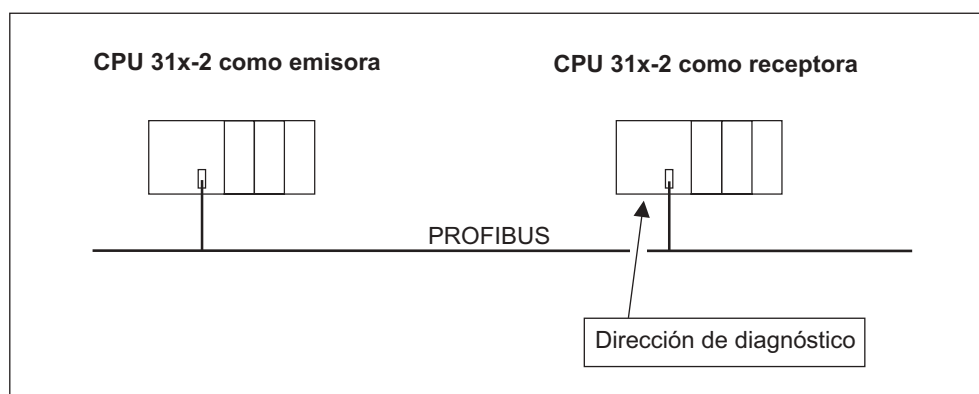 CPU 31x-2 como emisora
CPU 31x-2 como receptora
PROFIBUS
Dirección de diagnóstico